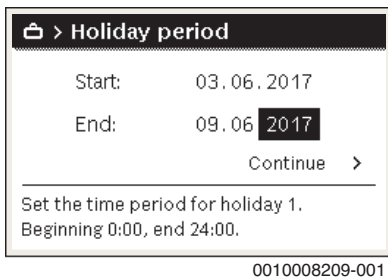 > Holiday period
Start: 03.06.2017
End: 09.06 2017
Continue >
Set the time period for holiday 1.
Beginning 0:00, end 24:00.
0010008209-001